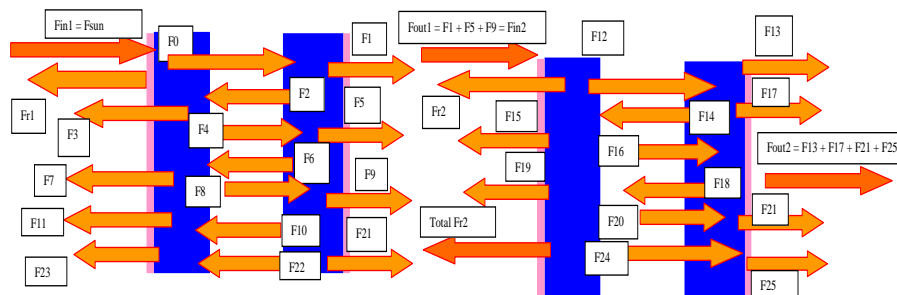 Fin1 = Fsun
F0
F1
Fout1 = F1 + F5 + F9 = Fin2
F12
F13
Fr1
F2
F5
Fr2
F15
F14
F17
F3
F4
F6
F16
Fout2 = F13 + F17 + F21 + F25
F7
F8
F9
F19
F18
F11
F10
F21
Total Fr2
F20
F21
F23
F22
F24
F25